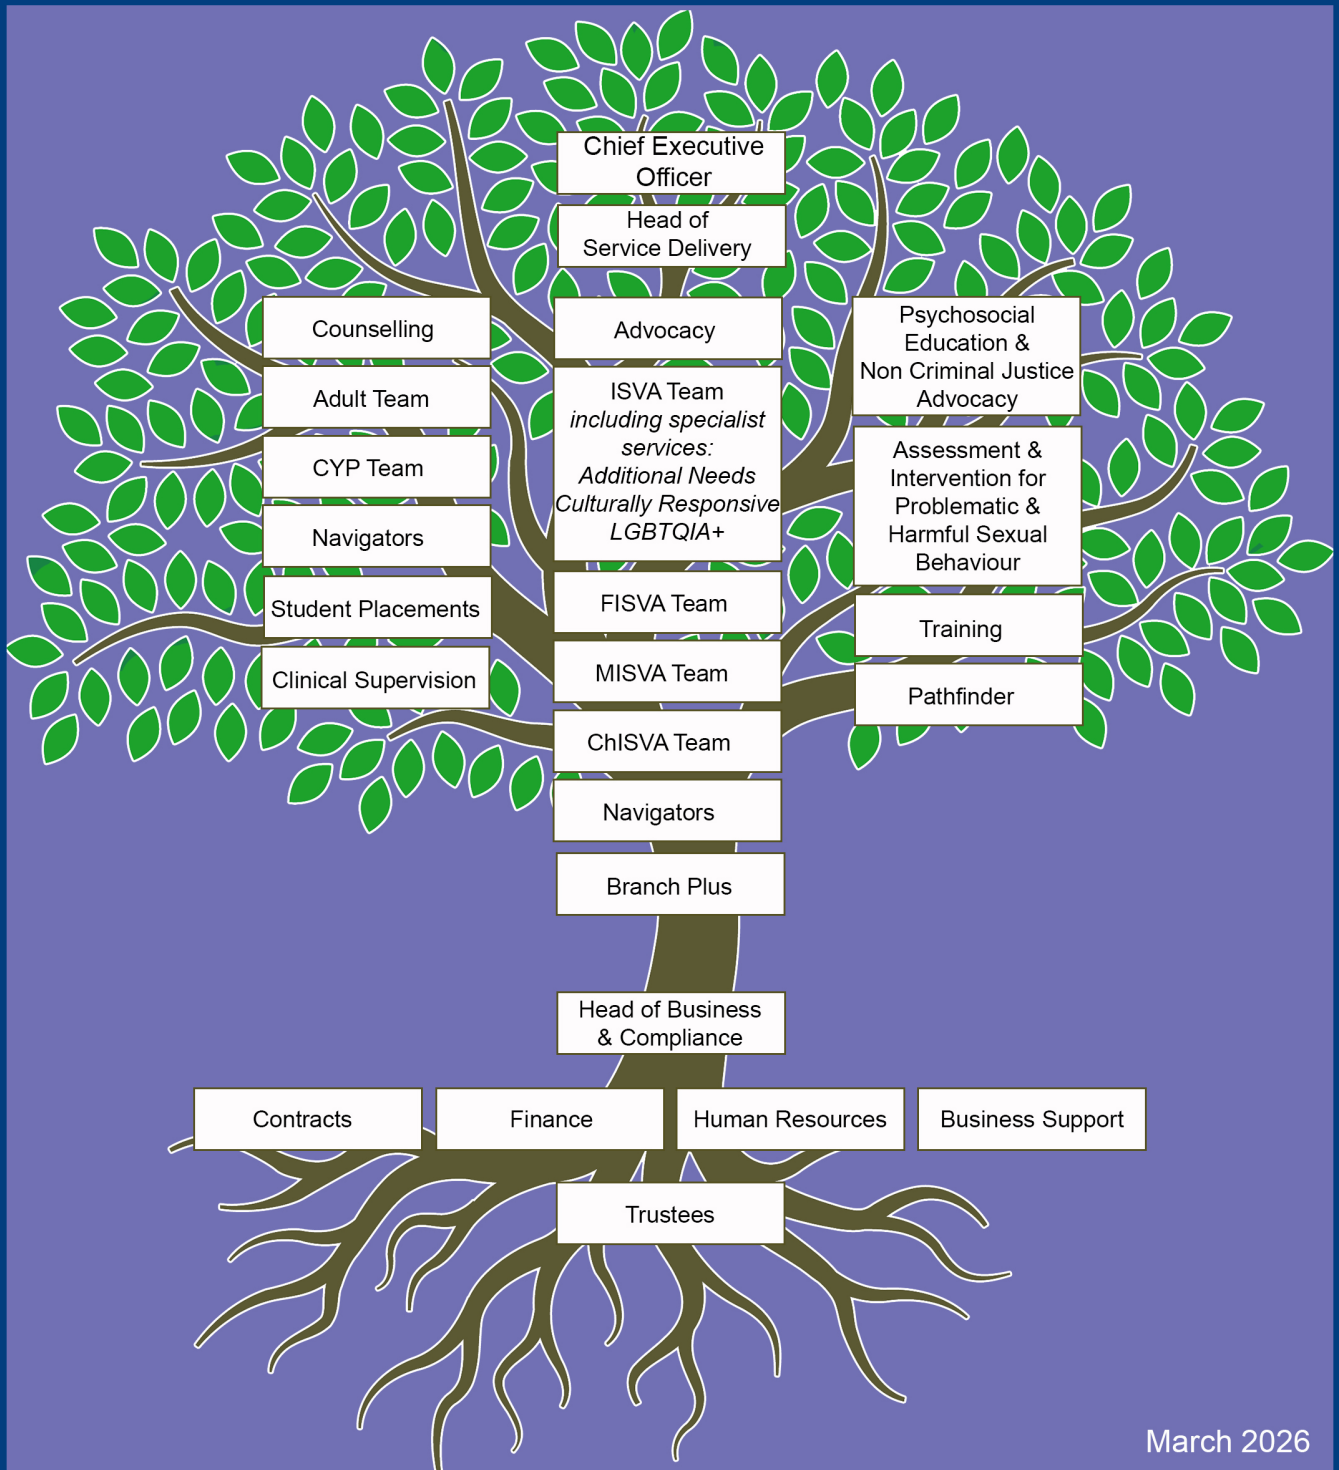 Chief Executive
Officer
Head of
Service Delivery
Counselling
Adult Team
CYP Team
Navigators
Student Placements
Clinical Supervision
Advocacy
ISVA Team
including specialist
services:
Additional Needs
Culturally Responsive
LGBTQIA+
FISVA Team
MISVA Team
ChISVA Team
Navigators
Branch Plus
Psychosocial
Education &
Non Criminal Justice
Advocacy
Assessment &
Intervention for
Problematic &
Harmful Sexual
Behaviour
Training
Pathfinder
Head of Business
& Compliance
Contracts
Finance
Human Resources
Business Support
Trustees
March 2026